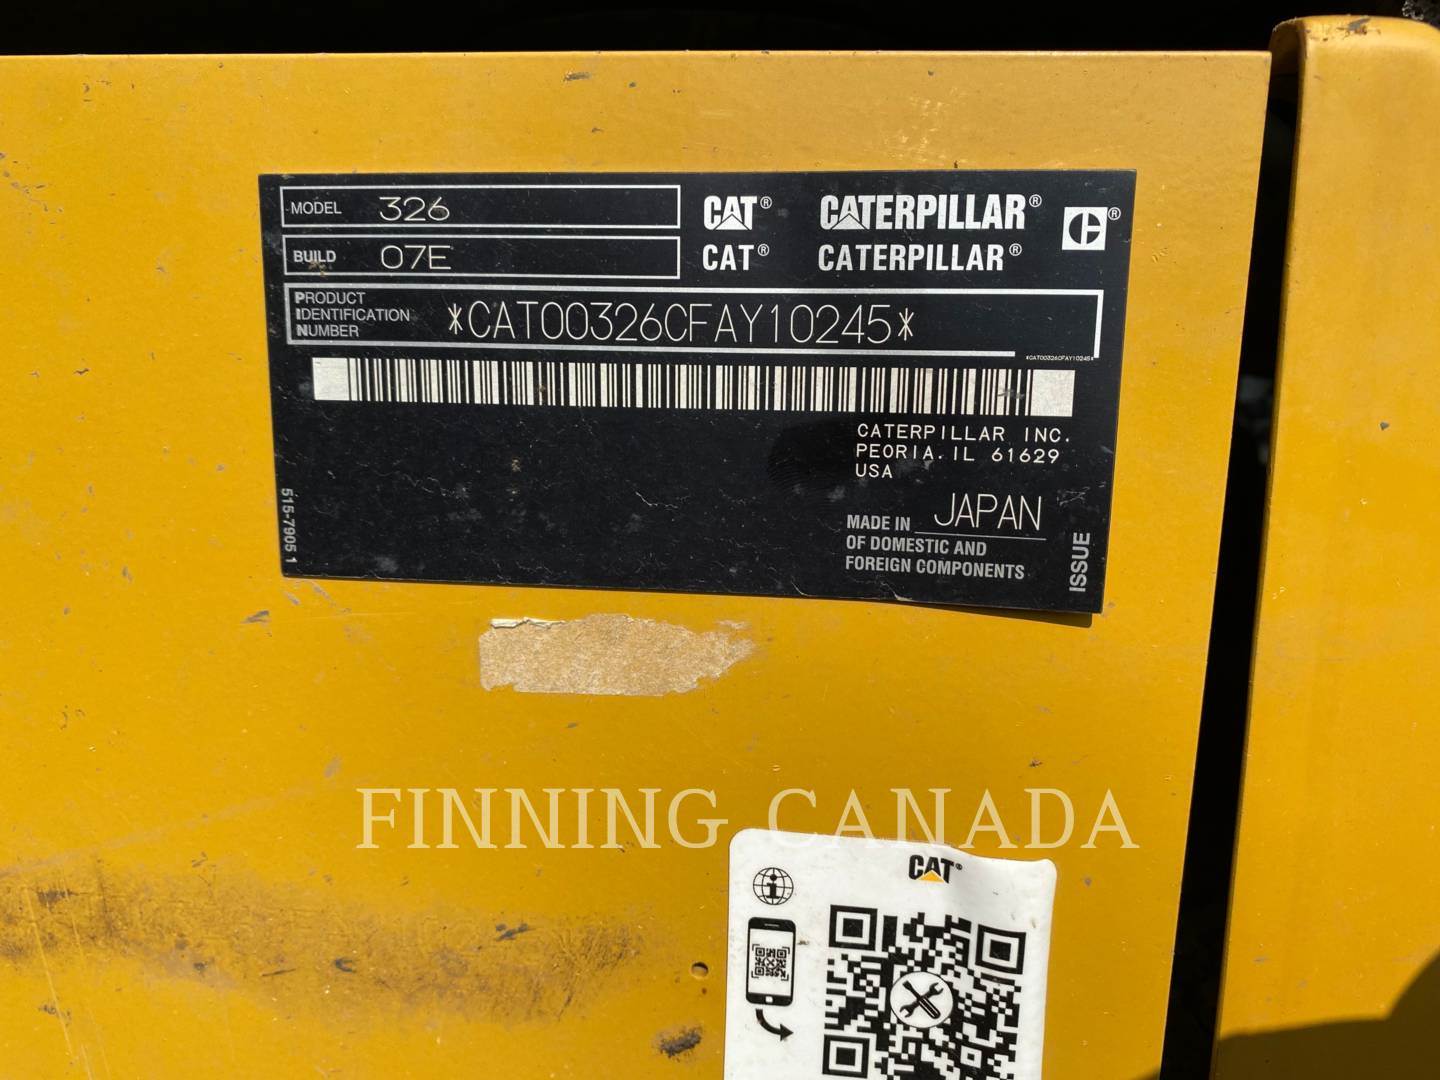 MODEL 326
BUILD 07E
CAT® CATERPILLAR® C®
CAT® CATERPILLAR®
PRODUCT
IDENTIFICATION
NUMBER
*CAT00326CFAY10245*
*CAT00326CFAY10245*
CATERPILLAR INC.
PEORIA. IL 61629
USA
MADE IN JAPAN
OF DOMESTIC AND
FOREIGN COMPONENTS
ISSUE
515-7905 1
FINNING CANADA
CAT®